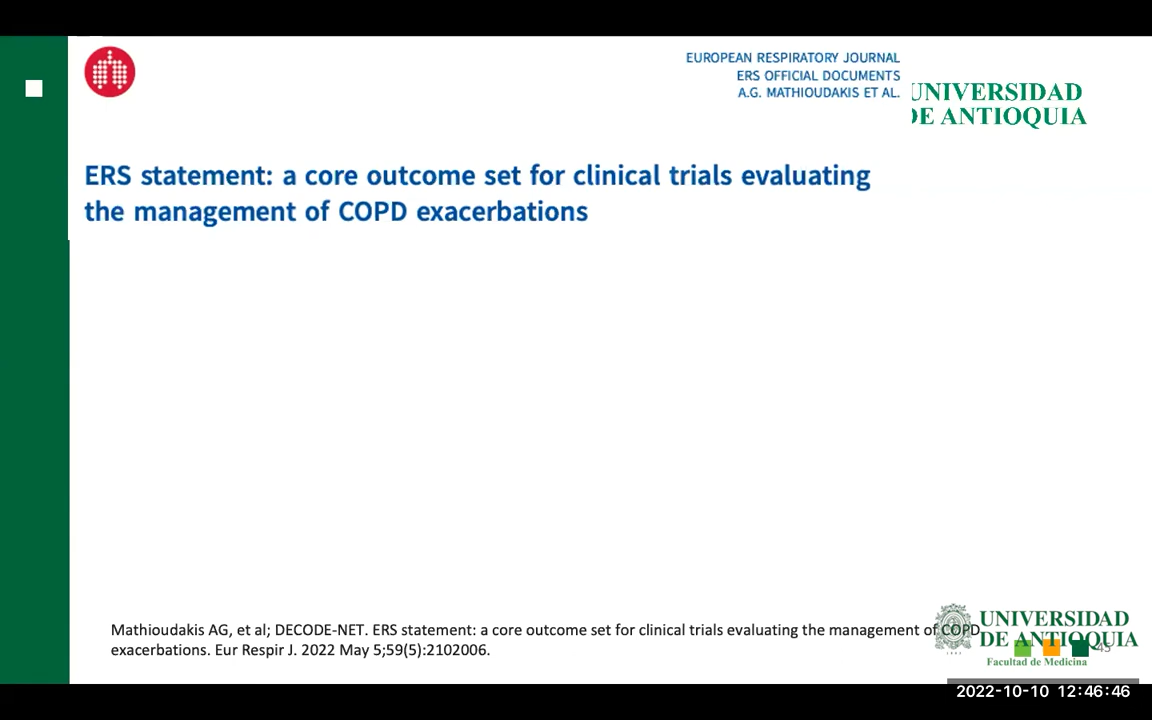 EUROPEAN RESPIRATORY JOURNAL
ERS OFFICIAL DOCUMENTS
A.G. MATHIOUDAKIS ET AL.
UNIVERSIDAD
DE ANTIOQUIA
ERS statement: a core outcome set for clinical trials evaluating
the management of COPD exacerbations
Mathioudakis AG, et al; DECODE-NET. ERS statement: a core outcome set for clinical trials evaluating the management of COPD
exacerbations. Eur Respir J. 2022 May 5;59(5):2102006.
UNIVERSIDAD
DE ANTIOQUIA
Facultad de Medicina
45
2022-10-10 12:46:46